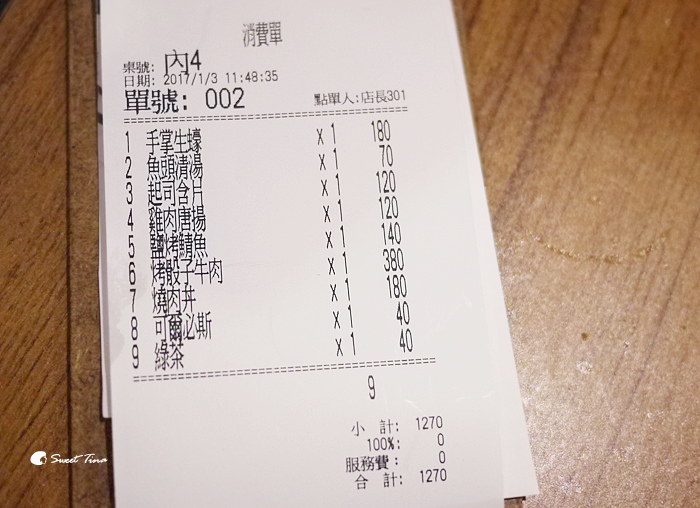 消費單
桌號: 內4
日期: 2017/1/3 11:48:35
單號: 002 點單人:店長301
1 手掌生蠔 x 1 180
2 魚頭清湯 x 1 70
3 起司含片 x 1 120
4 雞肉唐揚 x 1 120
5 鹽烤鯖魚 x 1 140
6 烤骰子牛肉 x 1 380
7 燒肉丼 x 1 180
8 可爾必斯 x 1 40
9 綠茶 x 1 40
9
小 計: 1270
100%: 0
服務費: 0
合 計: 1270
Sweet Tina